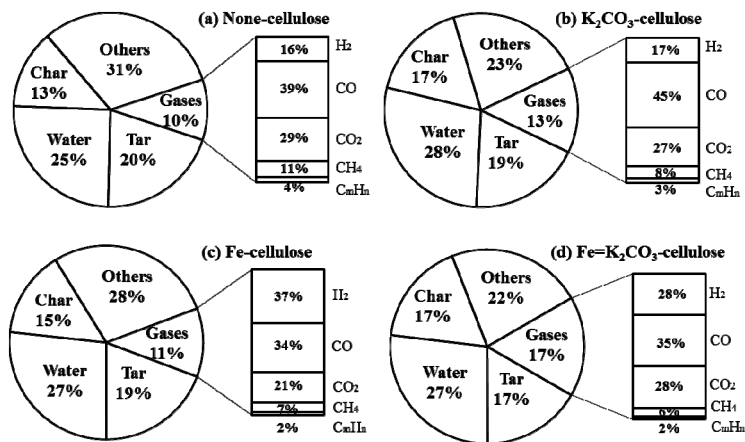 (a) None-cellulose
Others
31%
Char
13%
Gases
10%
Water
25%
Tar
20%
16%
H2
39%
CO
29%
CO2
11%
CH4
4%
CmHn
(b) K2CO3-cellulose
Others
23%
Char
17%
Gases
13%
Water
28%
Tar
19%
17%
H2
45%
CO
27%
CO2
8%
CH4
3%
CmHn
(c) Fe-cellulose
Others
28%
Char
15%
Gases
11%
Water
27%
Tar
19%
37%
II2
34%
CO
21%
CO2
7%
CH4
2%
CmIIn
(d) Fe=K2CO3-cellulose
Others
22%
Char
17%
Gases
17%
Water
27%
Tar
17%
28%
H2
35%
CO
28%
CO2
6%
CH4
2%
CmHn